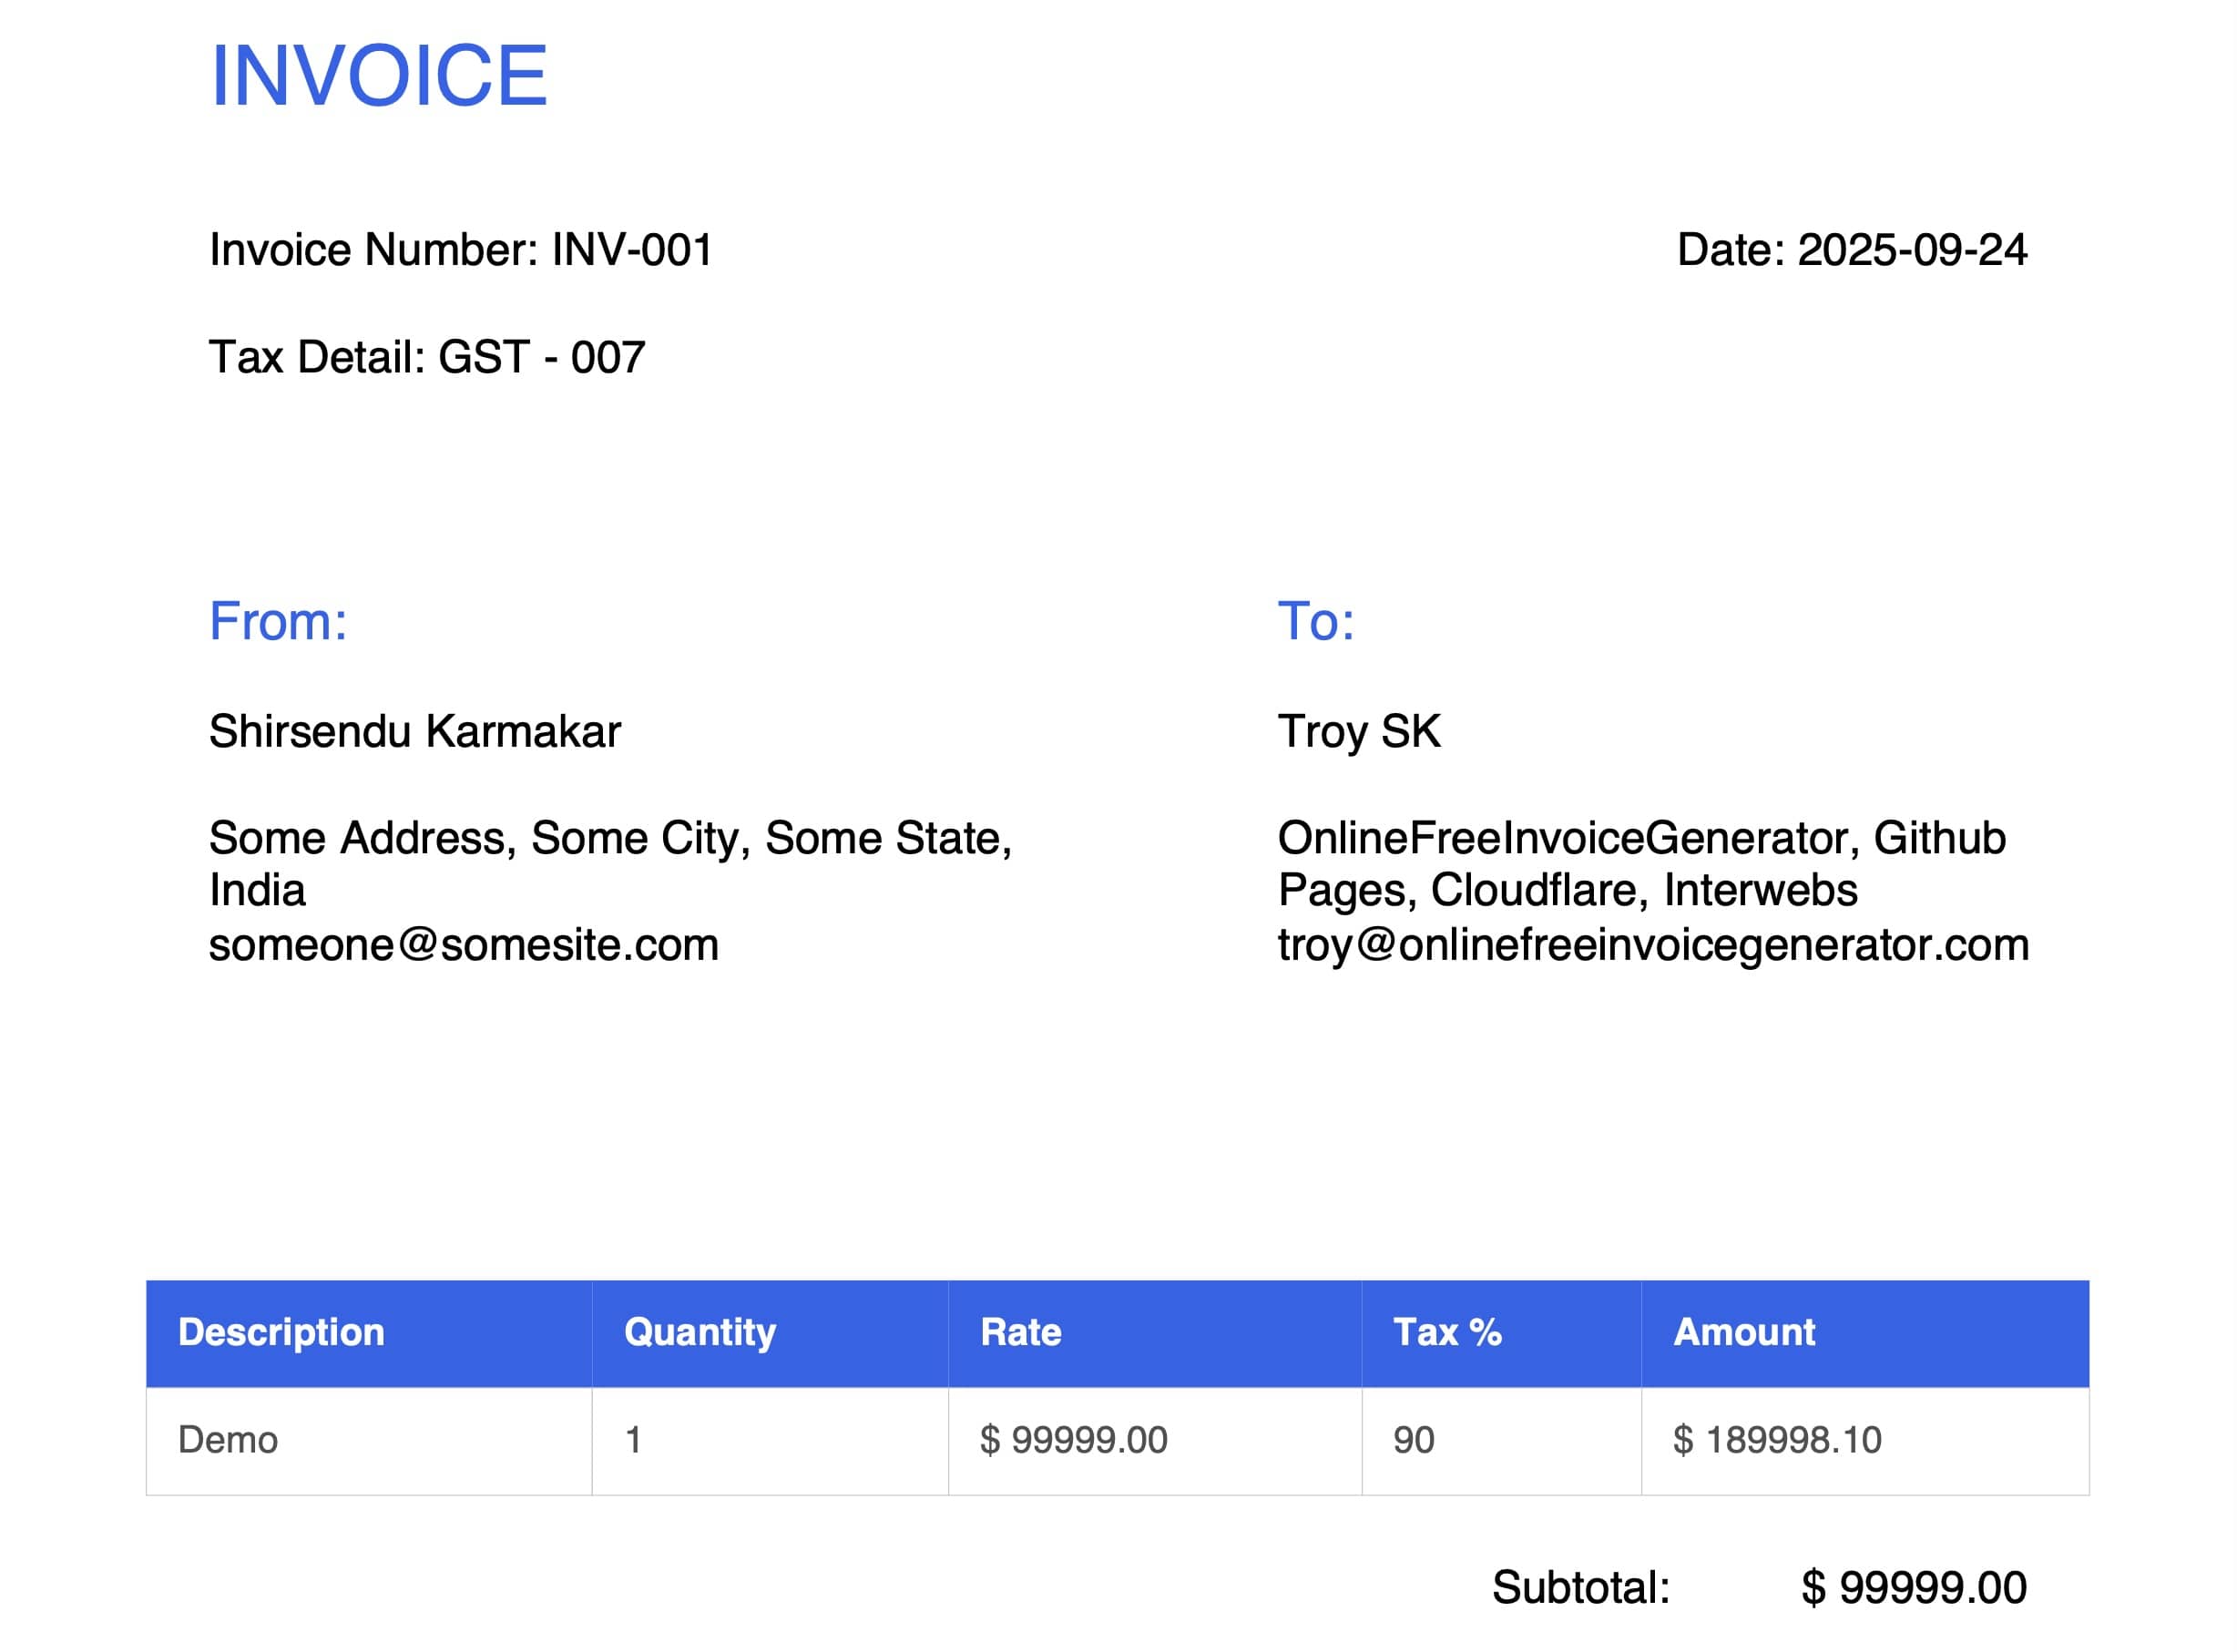 INVOICE
Invoice Number: INV-001 Date: 2025-09-24
Tax Detail: GST - 007
From:
Shirsendu Karmakar
Some Address, Some City, Some State,
India
someone@somesite.com
To:
Troy SK
OnlineFreeInvoiceGenerator, Github
Pages, Cloudflare, Interwebs
troy@onlinefreeinvoicegenerator.com
Description Quantity Rate Tax % Amount
Demo 1 $ 99999.00 90 $ 189998.10
Subtotal: $ 99999.00